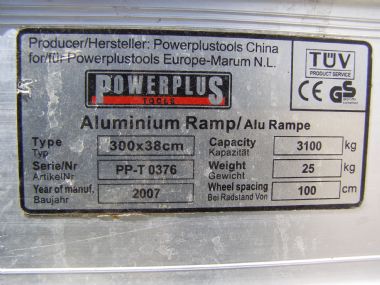 Producer/Hersteller: Powerplustools China
for/für Powerplustools Europe-Marum N.L.
TÜV
PRODUCT SERVICE
CE GS
POWERPLUS
TOOLS
Aluminium Ramp/ Alu Rampe
Type 300x38cm Capacity 3100 kg
Typ Kapazität
Serie/Nr PP-T 0376 Weight 25 kg
ArtikelNr Gewicht
Year of manuf. 2007 Wheel spacing 100 cm
Baujahr Bei Radstand Von